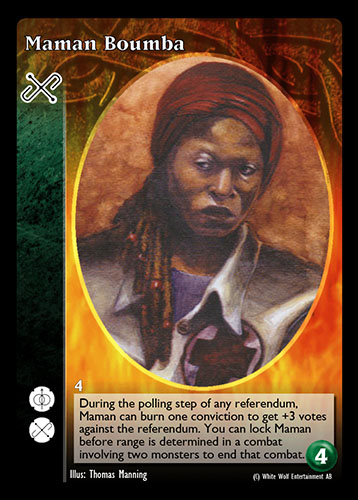 Maman Boumba
4
During the polling step of any referendum,
Maman can burn one conviction to get +3 votes
against the referendum. You can lock Maman
before range is determined in a combat
involving two monsters to end that combat.
4
Illus: Thomas Manning
(C) White Wolf Entertainment AB